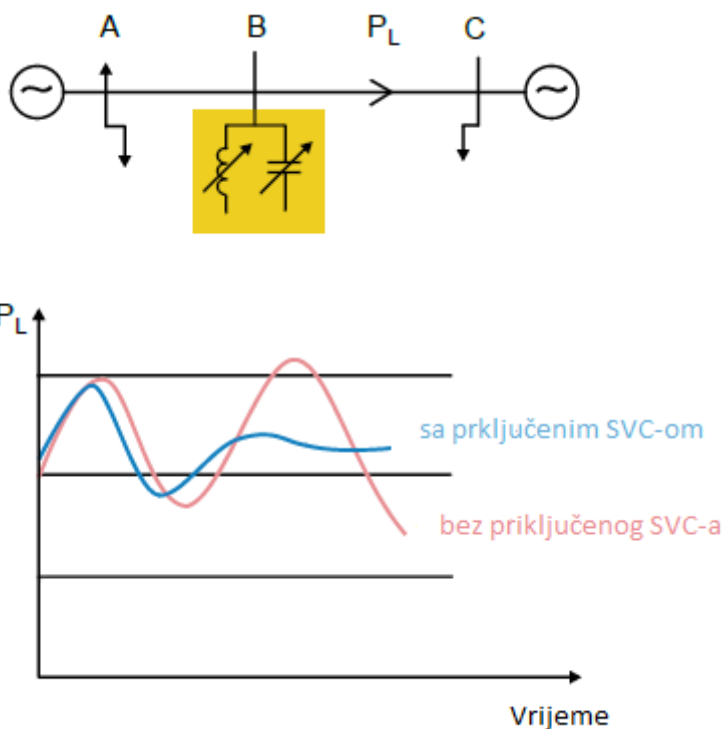 A B P_L C
P_L
sa prključenim SVC-om
bez priključenog SVC-a
Vrijeme